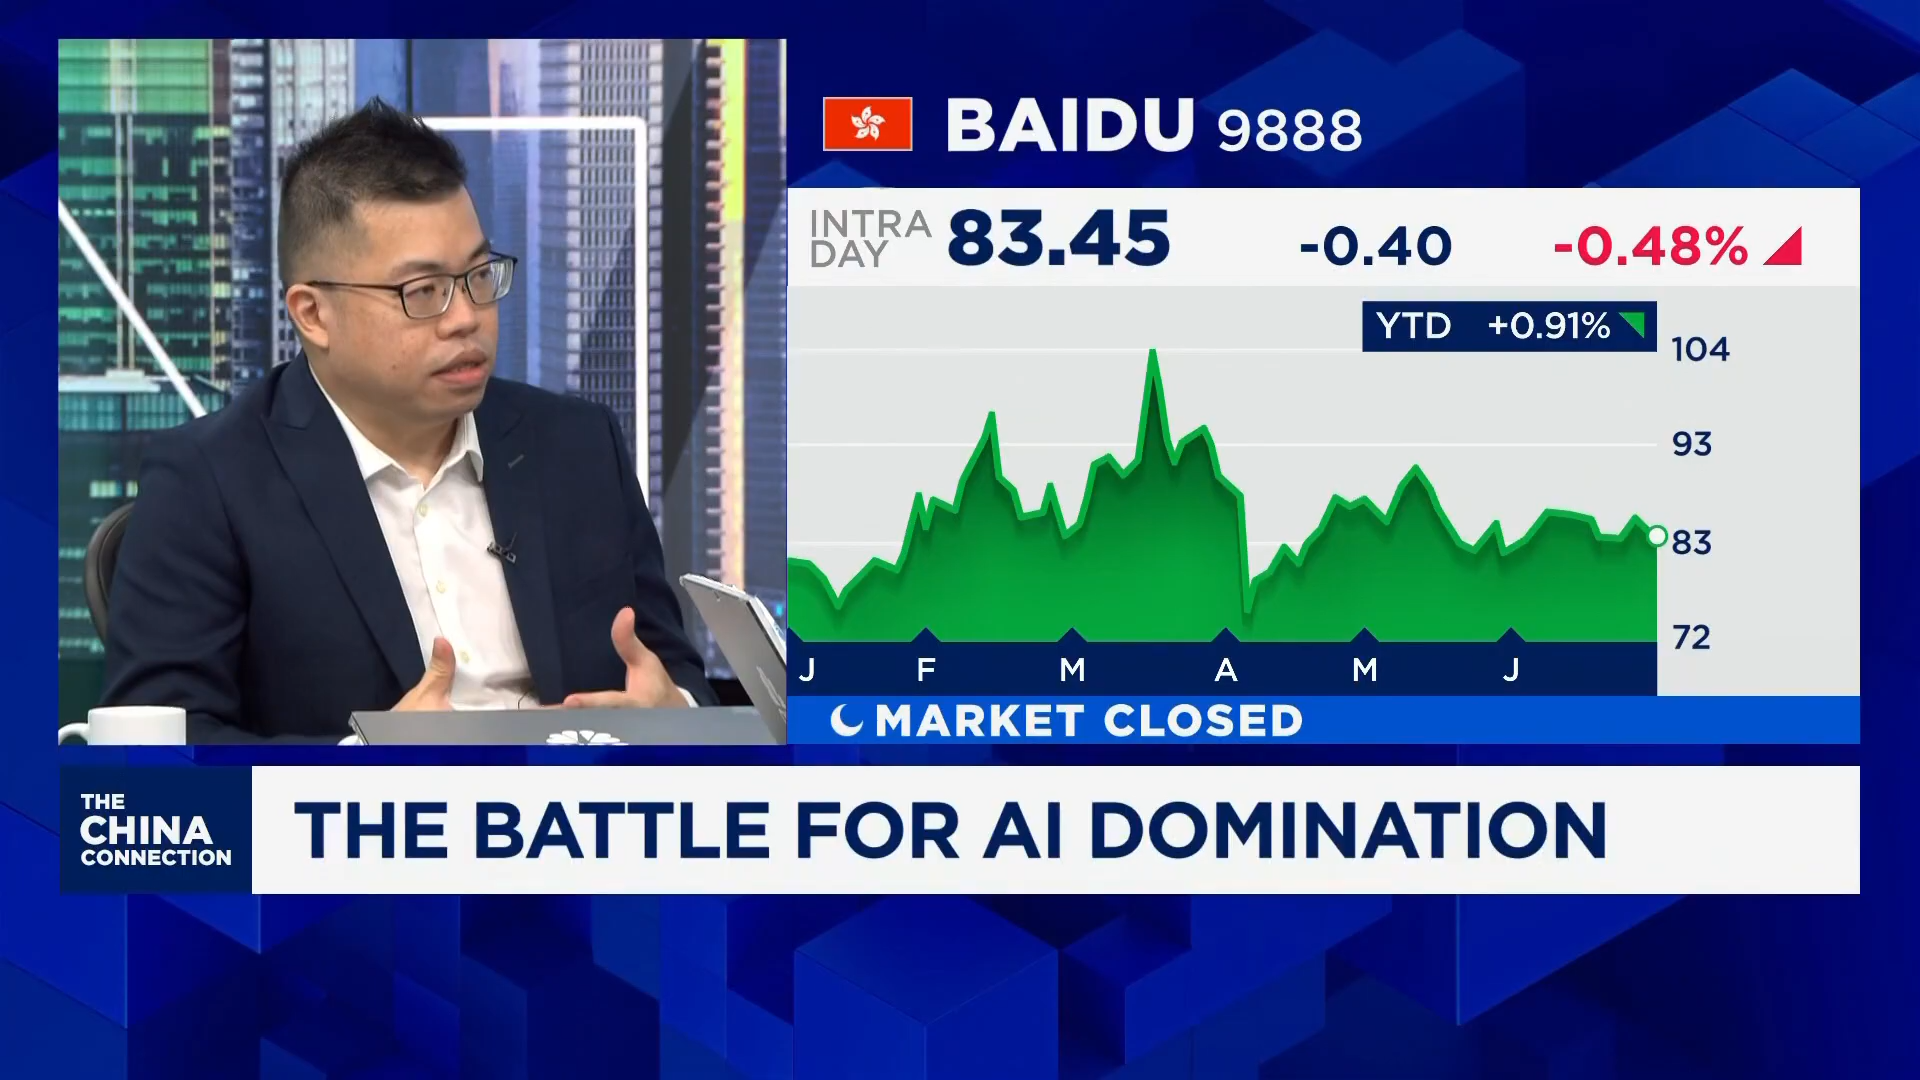 BAIDU 9888
INTRA
DAY
83.45 -0.40 -0.48%
YTD +0.91%
104
93
83
72
J F M A M J
MARKET CLOSED
THE
CHINA
CONNECTION
THE BATTLE FOR AI DOMINATION